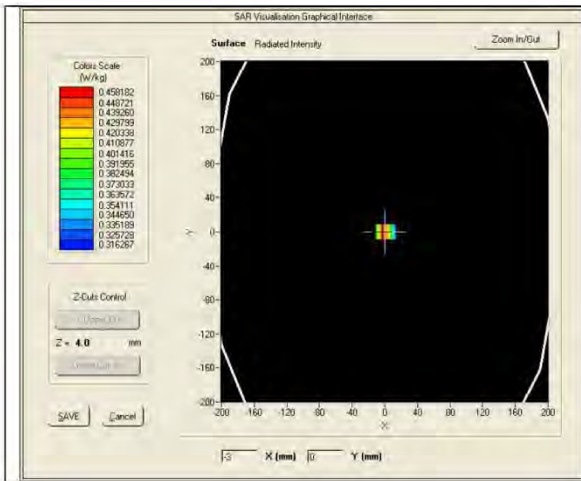 SAR Visualisation Graphical Interface
Surface Radiated Intensity
Zoom In/Out
Colors Scale
(W/kg)
0.458182
0.448721
0.439260
0.429799
0.420338
0.410877
0.401416
0.391955
0.382494
0.373033
0.363572
0.354111
0.344650
0.335189
0.325728
0.316267
200
160
120
80
40
0
-40
-80
-120
-160
-200
Y
-200 -160 -120 -80 -40 0 40 80 120 160 200
X
Z-Cuts Control
Z = 4.0 mm
SAVE Cancel
-3 X (mm) 0 Y (mm)